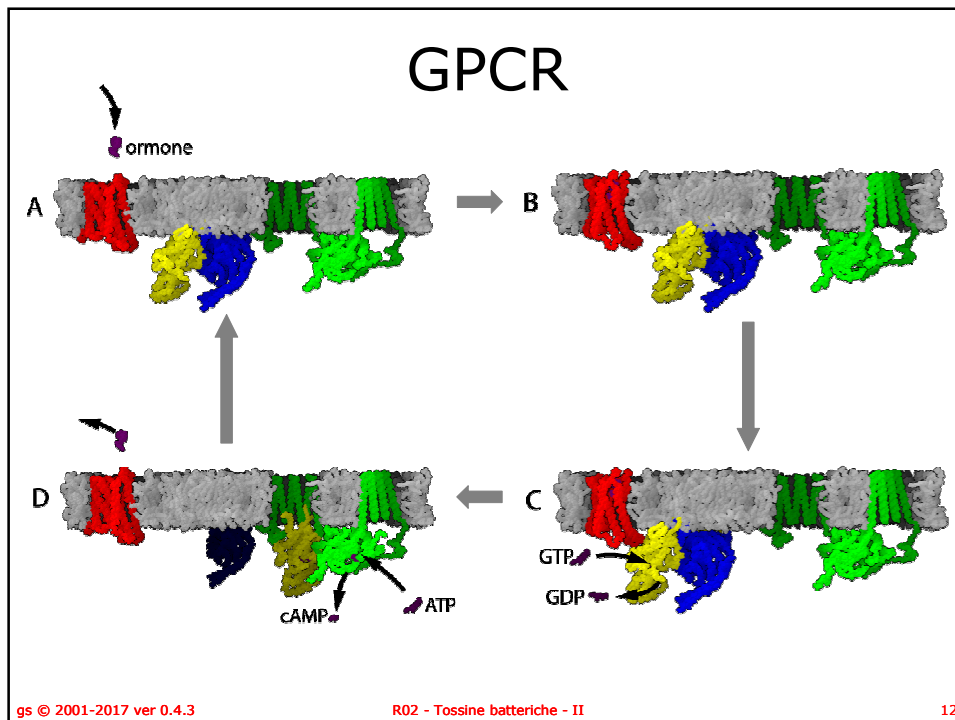 GPCR
ormone
A
B
D
C
GTP
GDP
cAMP
ATP
gs © 2001-2017 ver 0.4.3
R02 - Tossine batteriche - II
12